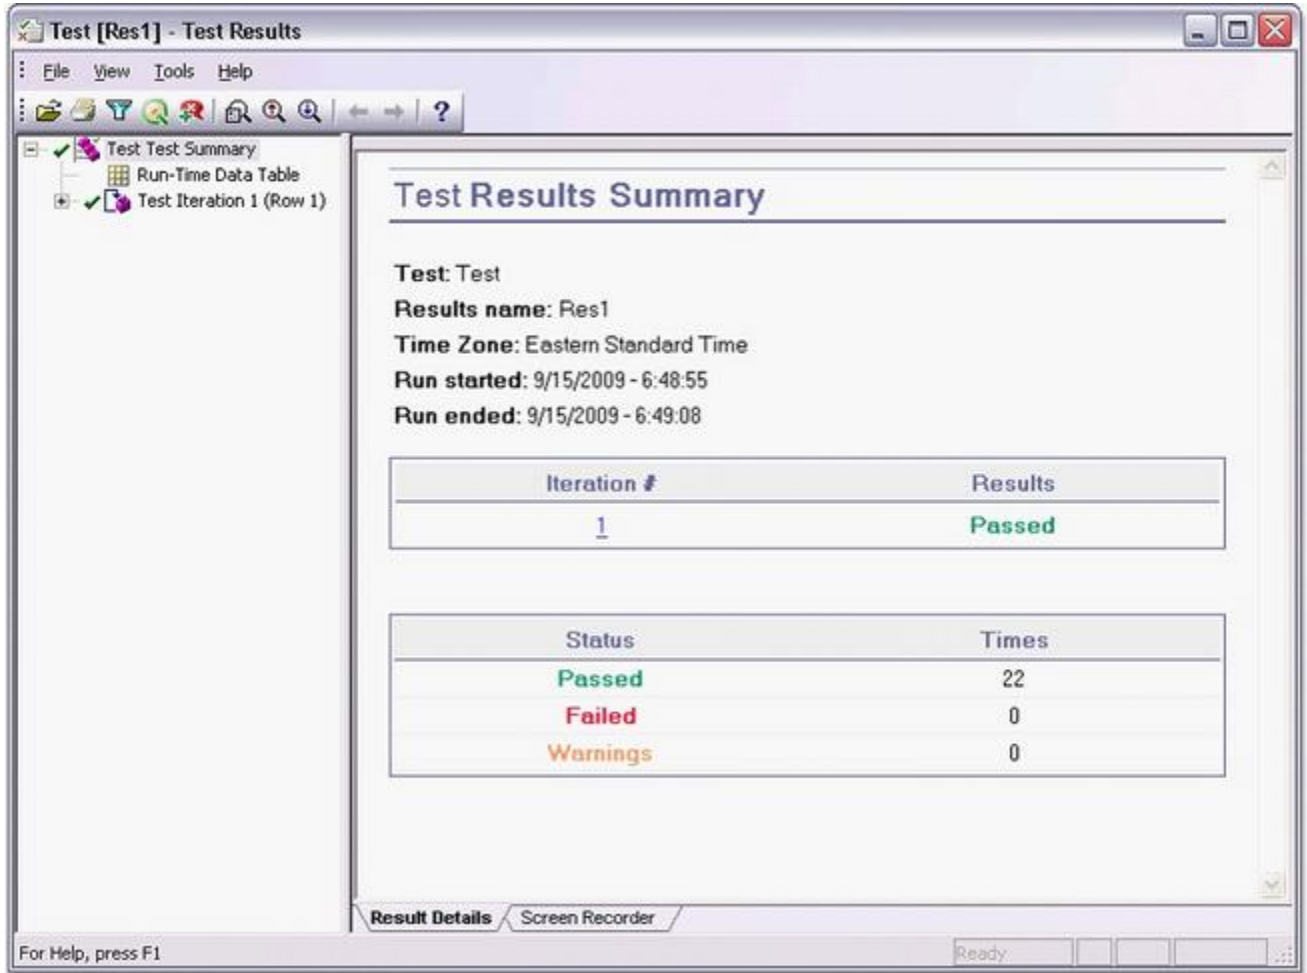 Test [Res1] - Test Results
File View Tools Help
?
Test Test Summary
Run-Time Data Table
Test Iteration 1 (Row 1)
Test Results Summary
Test: Test
Results name: Res1
Time Zone: Eastern Standard Time
Run started: 9/15/2009 - 6:48:55
Run ended: 9/15/2009 - 6:49:08
Iteration # Results
1 Passed
Status Times
Passed 22
Failed 0
Warnings 0
Result Details Screen Recorder
For Help, press F1 Ready